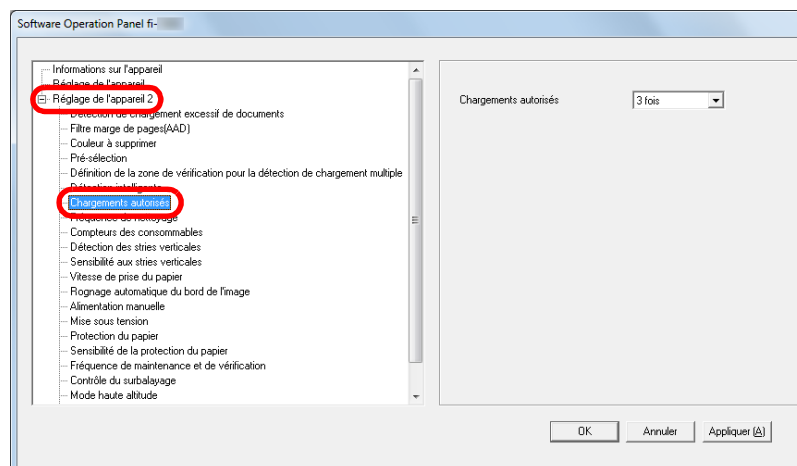 Software Operation Panel fi-
Informations sur l'appareil
Réglage de l'appareil
Réglage de l'appareil 2
Détection de chargement excessif de documents
Filtre marge de pages(AAD)
Couleur à supprimer
Pré-sélection
Définition de la zone de vérification pour la détection de chargement multiple
Détection intelligente
Chargements autorisés
Fréquence de nettoyage
Compteurs des consommables
Détection des stries verticales
Sensibilité aux stries verticales
Vitesse de prise du papier
Rognage automatique du bord de l'image
Alimentation manuelle
Mise sous tension
Protection du papier
Sensibilité de la protection du papier
Fréquence de maintenance et de vérification
Contrôle du surbalayage
Mode haute altitude
Chargements autorisés 3 fois
OK Annuler Appliquer (A)